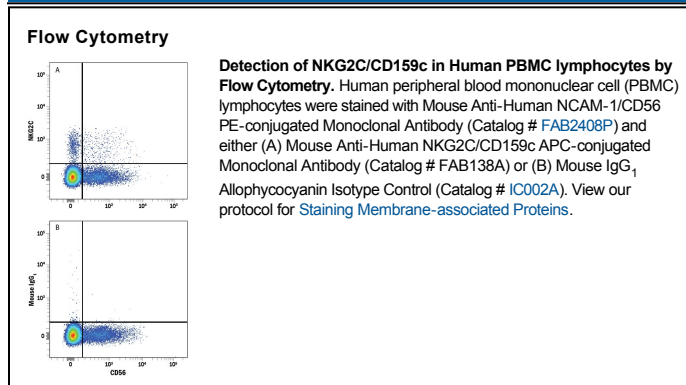 Flow Cytometry
A
10⁵
10⁴
10³
0
NKG2C
0
10³
10⁴
10⁵
B
10⁵
10⁴
10³
0
Mouse IgG₁
0
10³
10⁴
10⁵
CD56
Detection of NKG2C/CD159c in Human PBMC lymphocytes by
Flow Cytometry. Human peripheral blood mononuclear cell (PBMC)
lymphocytes were stained with Mouse Anti-Human NCAM-1/CD56
PE-conjugated Monoclonal Antibody (Catalog # FAB2408P) and
either (A) Mouse Anti-Human NKG2C/CD159c APC-conjugated
Monoclonal Antibody (Catalog # FAB138A) or (B) Mouse IgG₁
Allophycocyanin Isotype Control (Catalog # IC002A). View our
protocol for Staining Membrane-associated Proteins.